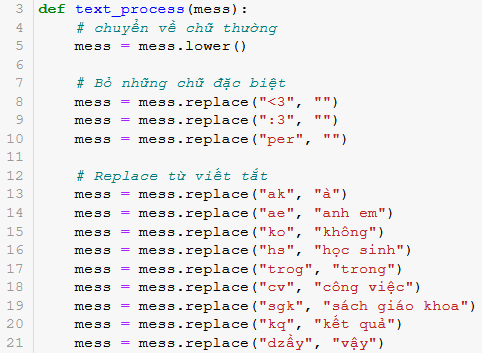 3 def text_process(mess):
4     # chuyển về chữ thường
5     mess = mess.lower()
6
7     # Bỏ những chữ đặc biệt
8     mess = mess.replace("<3", "")
9     mess = mess.replace(":3", "")
10     mess = mess.replace("per", "")
11
12     # Replace từ viết tắt
13     mess = mess.replace("ak", "à")
14     mess = mess.replace("ae", "anh em")
15     mess = mess.replace("ko", "không")
16     mess = mess.replace("hs", "học sinh")
17     mess = mess.replace("trog", "trong")
18     mess = mess.replace("cv", "công việc")
19     mess = mess.replace("sgk", "sách giáo khoa")
20     mess = mess.replace("kq", "kết quả")
21     mess = mess.replace("dzầy", "vậy")